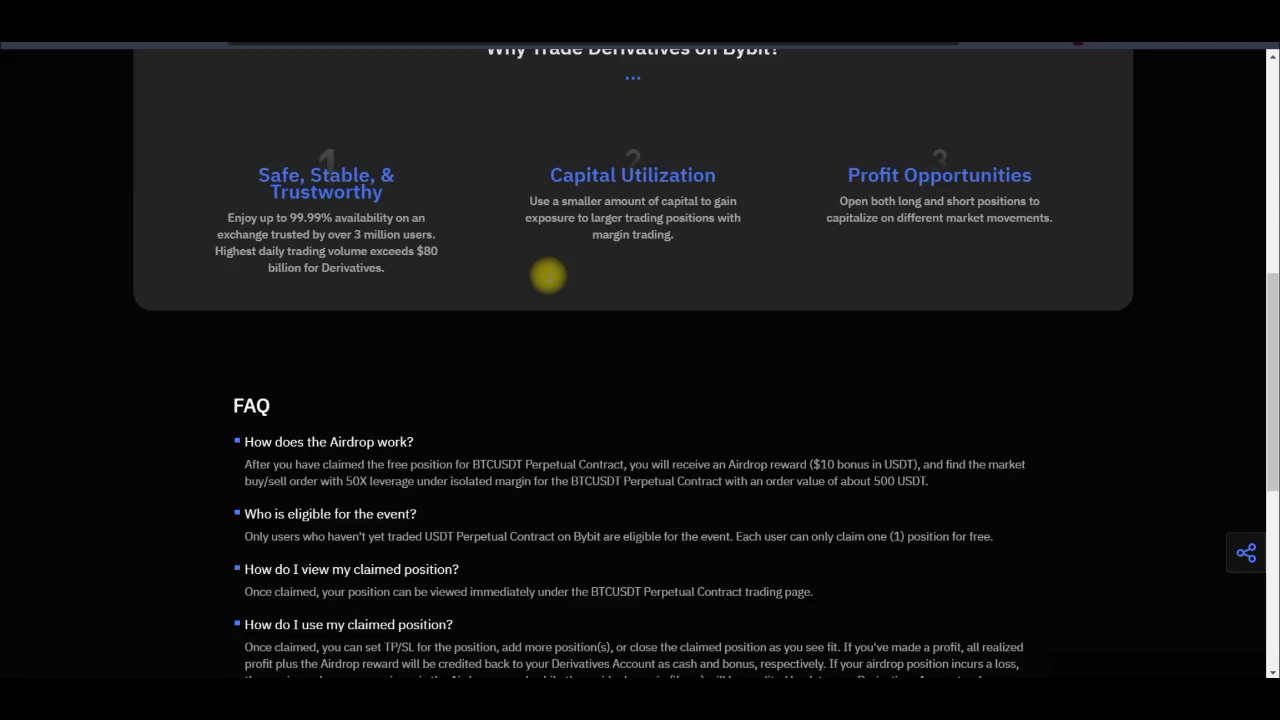 Why Trade Derivatives on Bybit?
1
Safe, Stable, &
Trustworthy
Enjoy up to 99.99% availability on an
exchange trusted by over 3 million users.
Highest daily trading volume exceeds $80
billion for Derivatives.
2
Capital Utilization
Use a smaller amount of capital to gain
exposure to larger trading positions with
margin trading.
3
Profit Opportunities
Open both long and short positions to
capitalize on different market movements.
FAQ
How does the Airdrop work?
After you have claimed the free position for BTCUSDT Perpetual Contract, you will receive an Airdrop reward ($10 bonus in USDT), and find the market
buy/sell order with 50X leverage under isolated margin for the BTCUSDT Perpetual Contract with an order value of about 500 USDT.
Who is eligible for the event?
Only users who haven't yet traded USDT Perpetual Contract on Bybit are eligible for the event. Each user can only claim one (1) position for free.
How do I view my claimed position?
Once claimed, your position can be viewed immediately under the BTCUSDT Perpetual Contract trading page.
How do I use my claimed position?
Once claimed, you can set TP/SL for the position, add more position(s), or close the claimed position as you see fit. If you've made a profit, all realized
profit plus the Airdrop reward will be credited back to your Derivatives Account as cash and bonus, respectively. If your airdrop position incurs a loss,